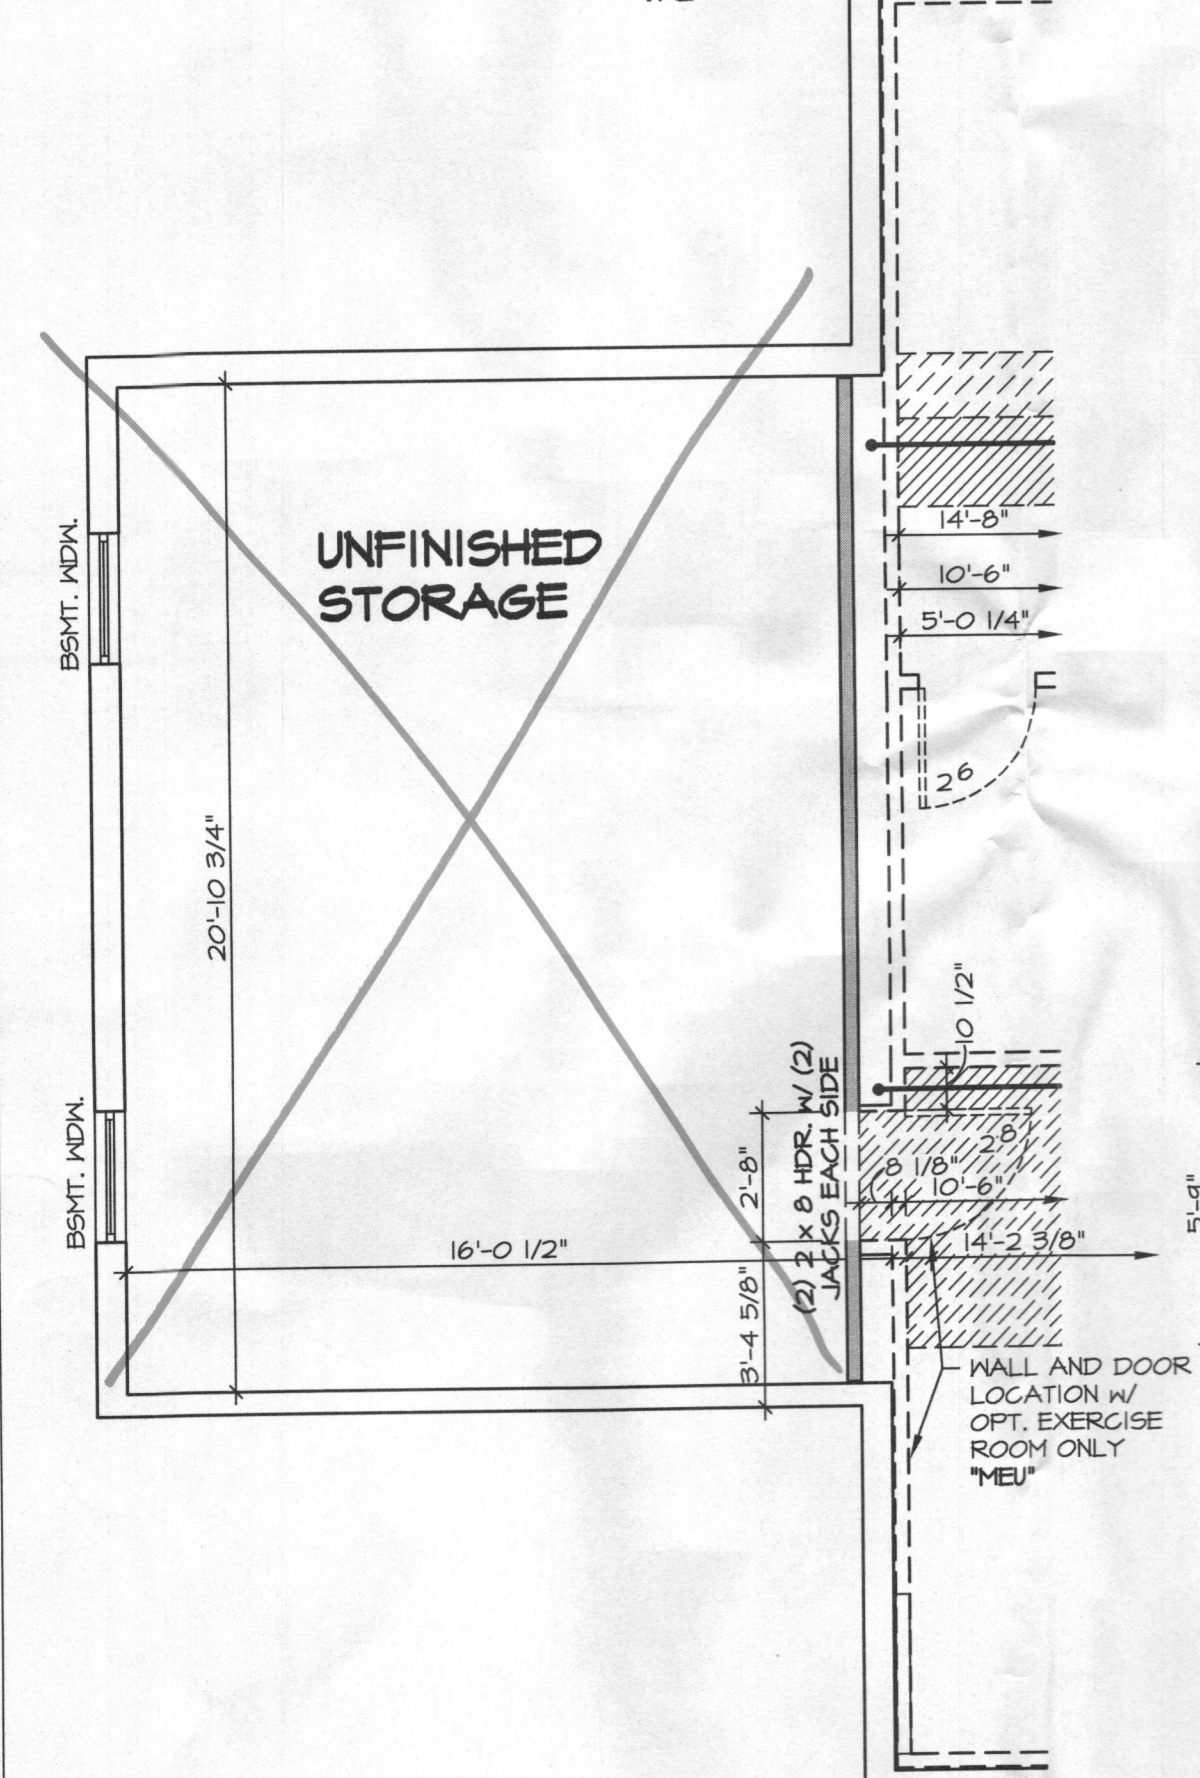 UNFINISHED
STORAGE
BSMT. WDW.
BSMT. WDW.
20'-10 3/4"
16'-0 1/2"
14'-8"
10'-6"
5'-0 1/4"
26
10 1/2"
(2) 2 x 8 HDR. W/ (2)
JACKS EACH SIDE
2'-8"
3'-4 5/8"
28
8 1/8"
10'-6"
14'-2 3/8"
5'-9"
WALL AND DOOR
LOCATION W/
OPT. EXERCISE
ROOM ONLY
"MEU"